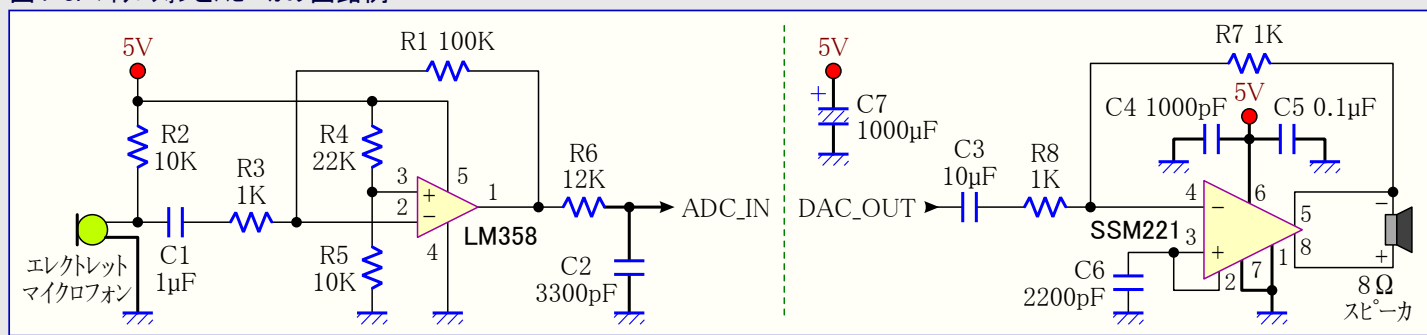 5V
R1 100K
R2
10K
R3
1K
R4
22K
R5
10K
3
2
5
1
4
+
−
LM358
R6
12K
ADC_IN
C1
1µF
C2
3300pF
エレクトレット
マイクロフォン
5V
+
C7
1000µF
DAC_OUT
C3
10µF
R8
1K
R7 1K
5V
C4 1000pF
C5 0.1µF
4
6
−
SSM221
3
+
5
8
2
7
1
C6
2200pF
−
+
8Ω
スピーカ